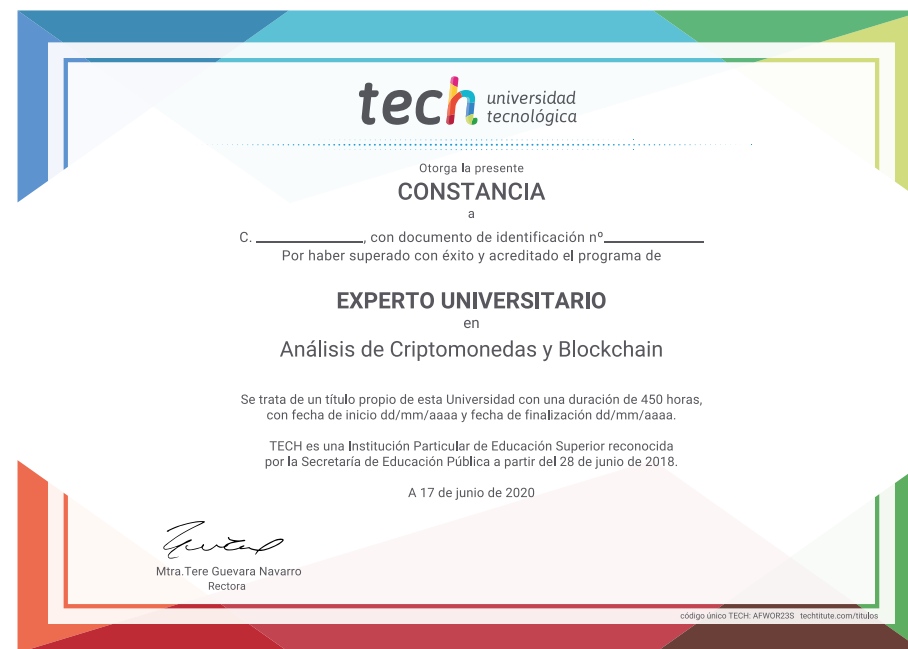 tech universidad
tecnológica
Otorga la presente
CONSTANCIA
a
C. ____________, con documento de identificación nº____________
Por haber superado con éxito y acreditado el programa de
EXPERTO UNIVERSITARIO
en
Análisis de Criptomonedas y Blockchain
Se trata de un título propio de esta Universidad con una duración de 450 horas,
con fecha de inicio dd/mm/aaaa y fecha de finalización dd/mm/aaaa.
TECH es una Institución Particular de Educación Superior reconocida
por la Secretaría de Educación Pública a partir del 28 de junio de 2018.
A 17 de junio de 2020
Mtra.Tere Guevara Navarro
Rectora
código único TECH: AFWOR23S techtitute.com/titulos